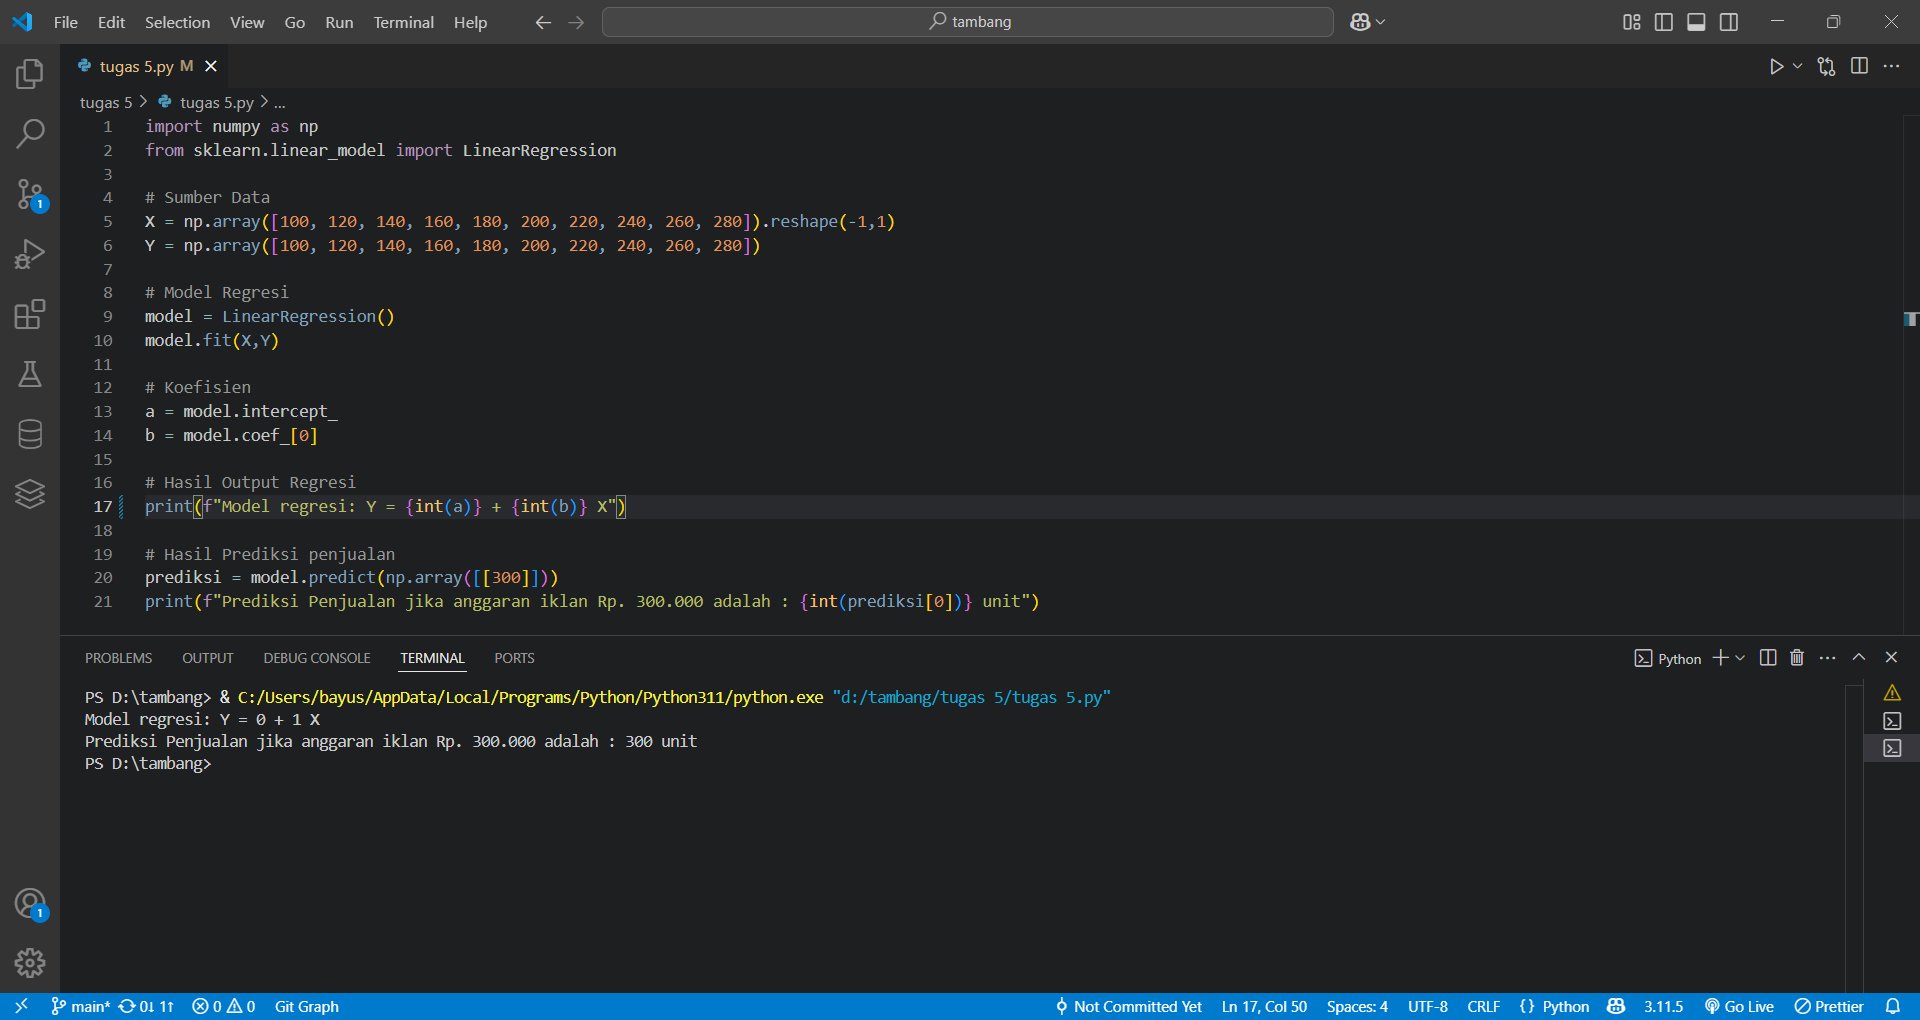 File Edit Selection View Go Run Terminal Help tambang
tugas 5.py M
tugas 5 > tugas 5.py > ...
1 import numpy as np
2 from sklearn.linear_model import LinearRegression
3
4 # Sumber Data
5 X = np.array([100, 120, 140, 160, 180, 200, 220, 240, 260, 280]).reshape(-1,1)
6 Y = np.array([100, 120, 140, 160, 180, 200, 220, 240, 260, 280])
7
8 # Model Regresi
9 model = LinearRegression()
10 model.fit(X,Y)
11
12 # Koefisien
13 a = model.intercept_
14 b = model.coef_[0]
15
16 # Hasil Output Regresi
17 print(f"Model regresi: Y = {int(a)} + {int(b)} X")
18
19 # Hasil Prediksi penjualan
20 prediksi = model.predict(np.array([[300]]))
21 print(f"Prediksi Penjualan jika anggaran iklan Rp. 300.000 adalah : {int(prediksi[0])} unit")
PROBLEMS OUTPUT DEBUG CONSOLE TERMINAL PORTS Python
PS D:\tambang> & C:/Users/bayus/AppData/Local/Programs/Python/Python311/python.exe "d:/tambang/tugas 5/tugas 5.py"
Model regresi: Y = 0 + 1 X
Prediksi Penjualan jika anggaran iklan Rp. 300.000 adalah : 300 unit
PS D:\tambang>
1
1
main* 0↓ 1↑ 0 0 Git Graph Not Committed Yet Ln 17, Col 50 Spaces: 4 UTF-8 CRLF {} Python 3.11.5 Go Live Prettier